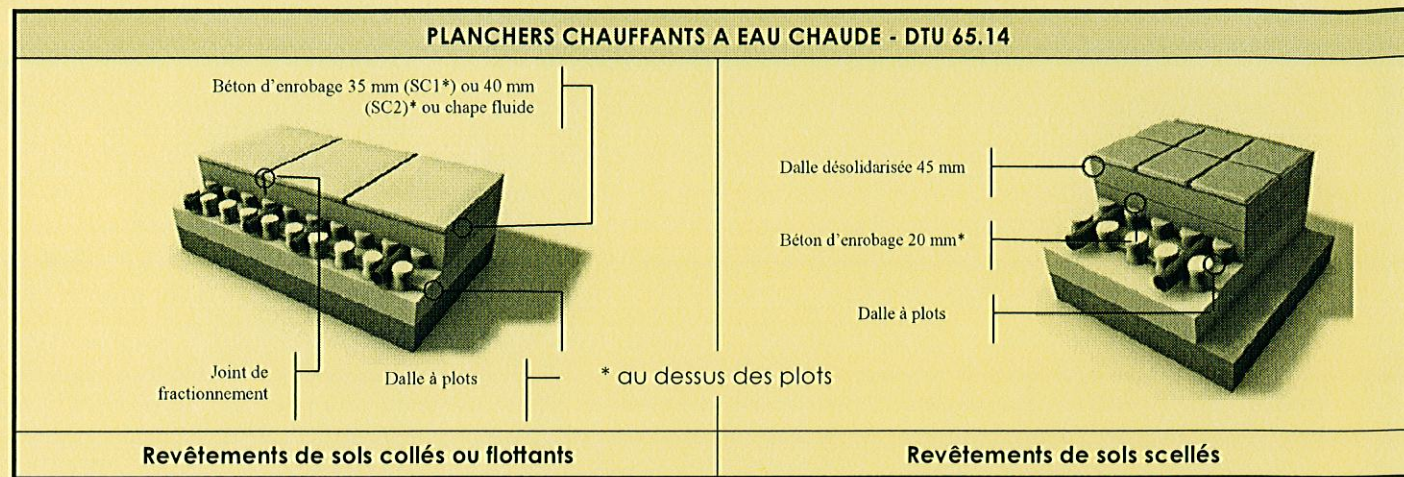 PLANCHERS CHAUFFANTS A EAU CHAUDE - DTU 65.14
Béton d'enrobage 35 mm (SC1*) ou 40 mm
(SC2)* ou chape fluide
Joint de
fractionnement
Dalle à plots
* au dessus des plots
Dalle désolidarisée 45 mm
Béton d'enrobage 20 mm*
Dalle à plots
Revêtements de sols collés ou flottants
Revêtements de sols scellés